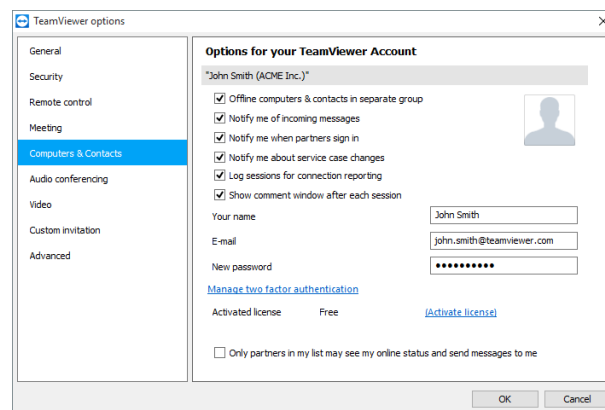 TeamViewer options
General
Security
Remote control
Meeting
Computers & Contacts
Audio conferencing
Video
Custom invitation
Advanced
Options for your TeamViewer Account
"John Smith (ACME Inc.)"
Offline computers & contacts in separate group
Notify me of incoming messages
Notify me when partners sign in
Notify me about service case changes
Log sessions for connection reporting
Show comment window after each session
Your name John Smith
E-mail john.smith@teamviewer.com
New password ●●●●●●●●●●
Manage two factor authentication
Activated license Free (Activate license)
Only partners in my list may see my online status and send messages to me
OK Cancel